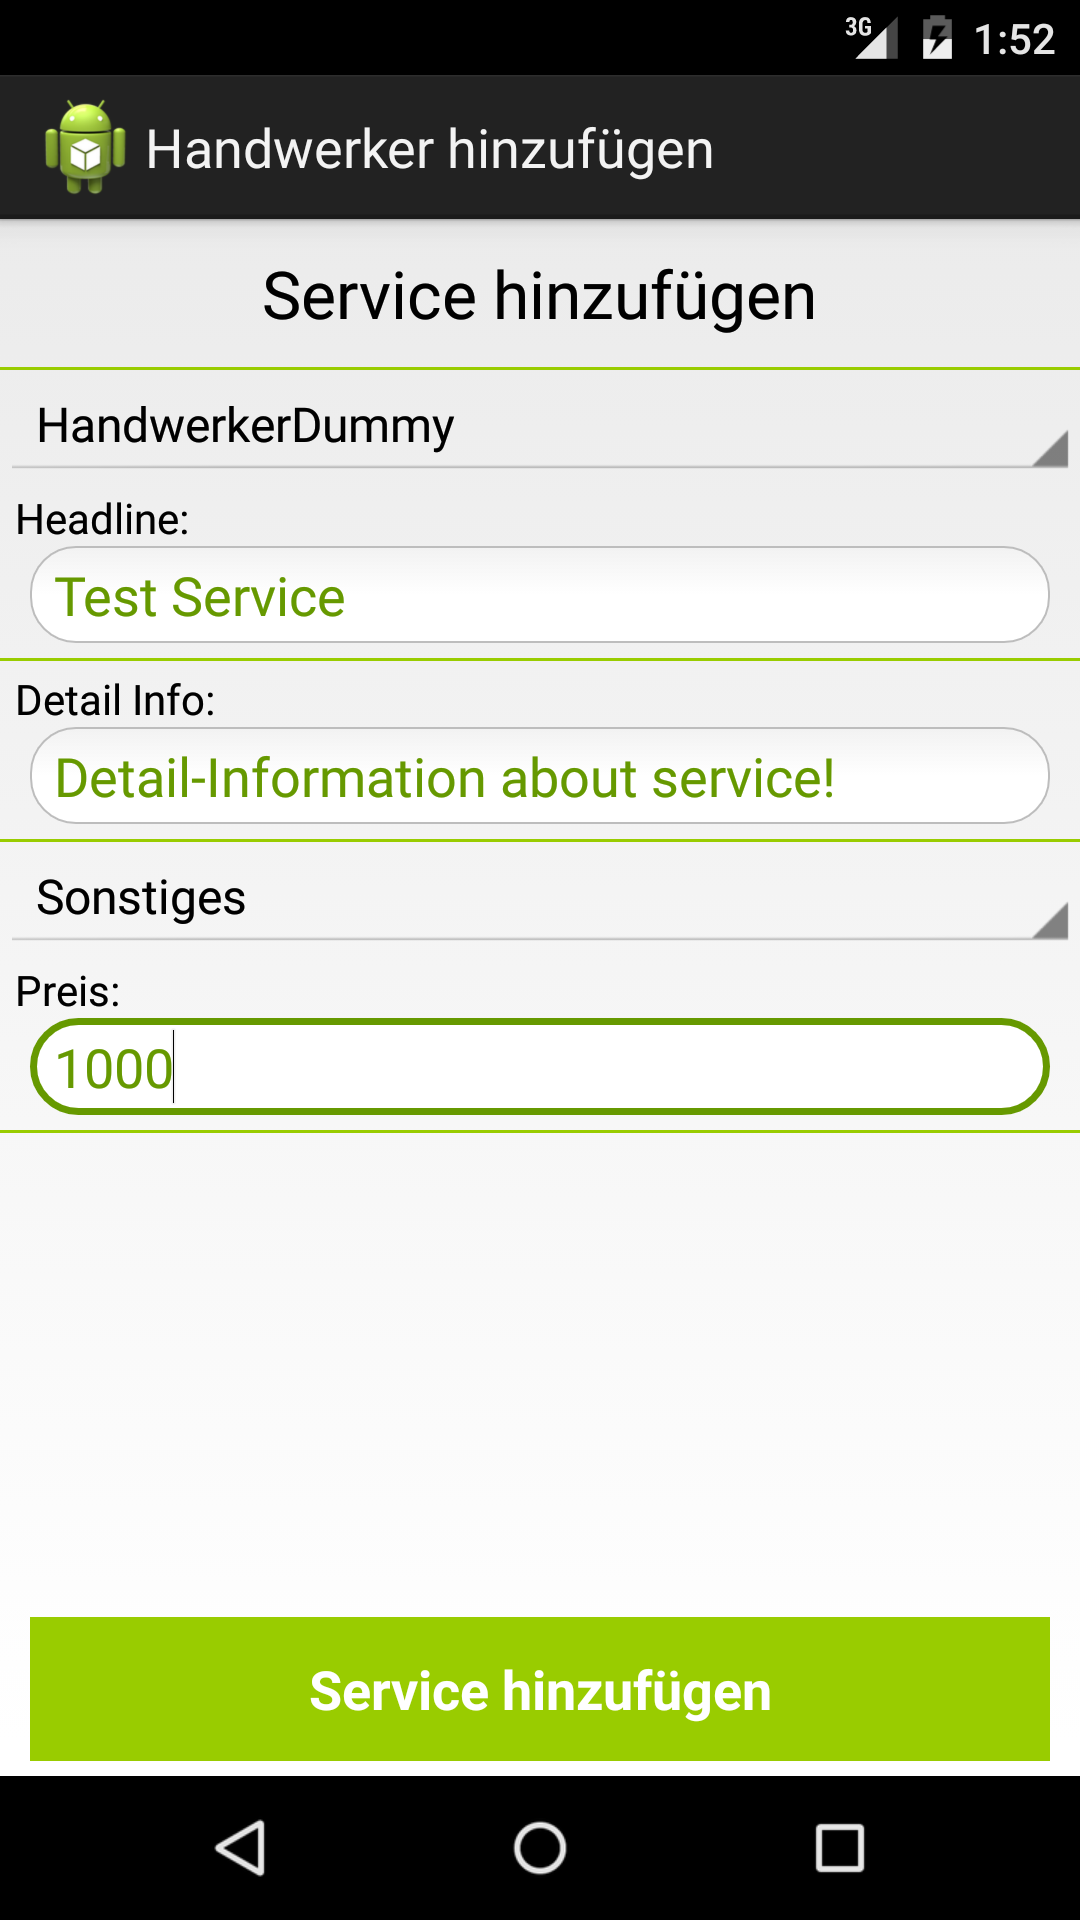 3G 1:52
Handwerker hinzufügen
Service hinzufügen
HandwerkerDummy
Headline:
Test Service
Detail Info:
Detail-Information about service!
Sonstiges
Preis:
1000
Service hinzufügen